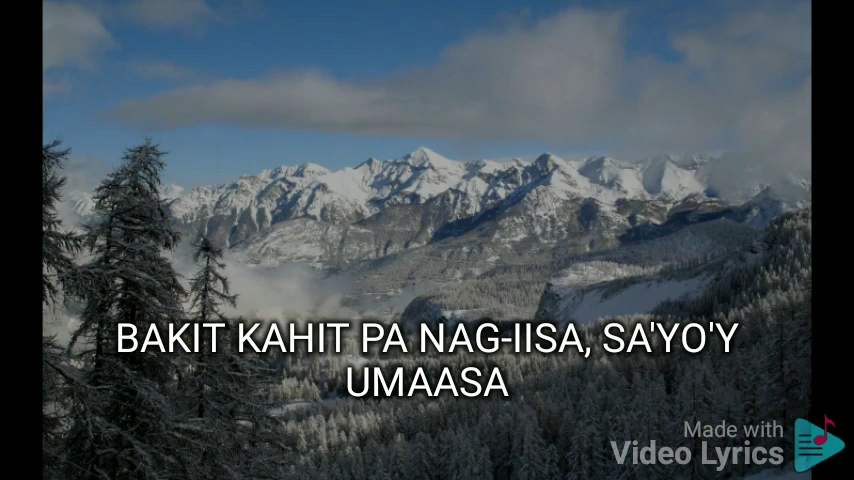 BAKIT KAHIT PA NAG-IISA, SA'YO'Y
UMAASA
Made with
Video Lyrics